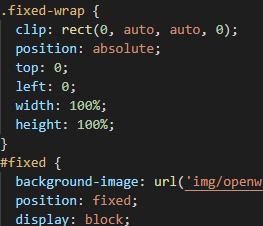 .fixed-wrap {
clip: rect(0, auto, auto, 0);
position: absolute;
top: 0;
left: 0;
width: 100%;
height: 100%;
}
#fixed {
background-image: url('img/openw
position: fixed;
display: block;